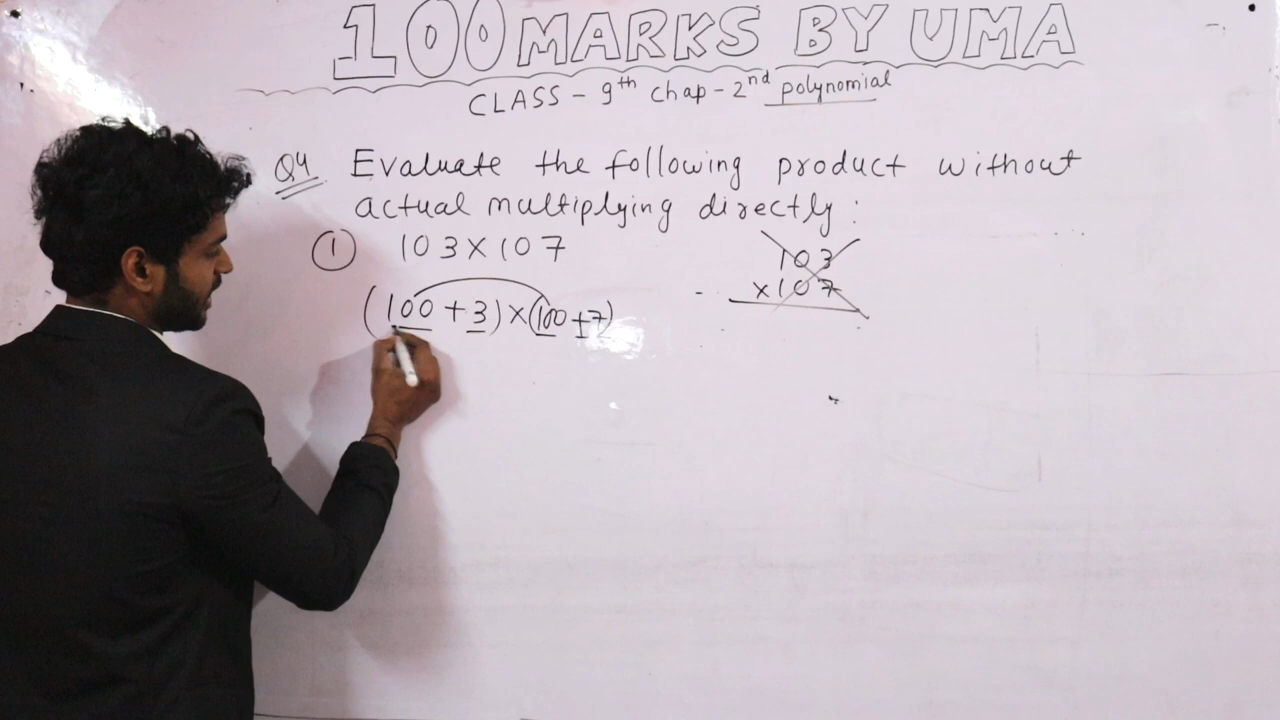 100 MARKS BY UMA
CLASS - 9th chap - 2nd polynomial
Q4 Evaluate the following product without
actual multiplying directly :
① 103 × 107
(100 + 3) × (100 + 7)
103
× 107